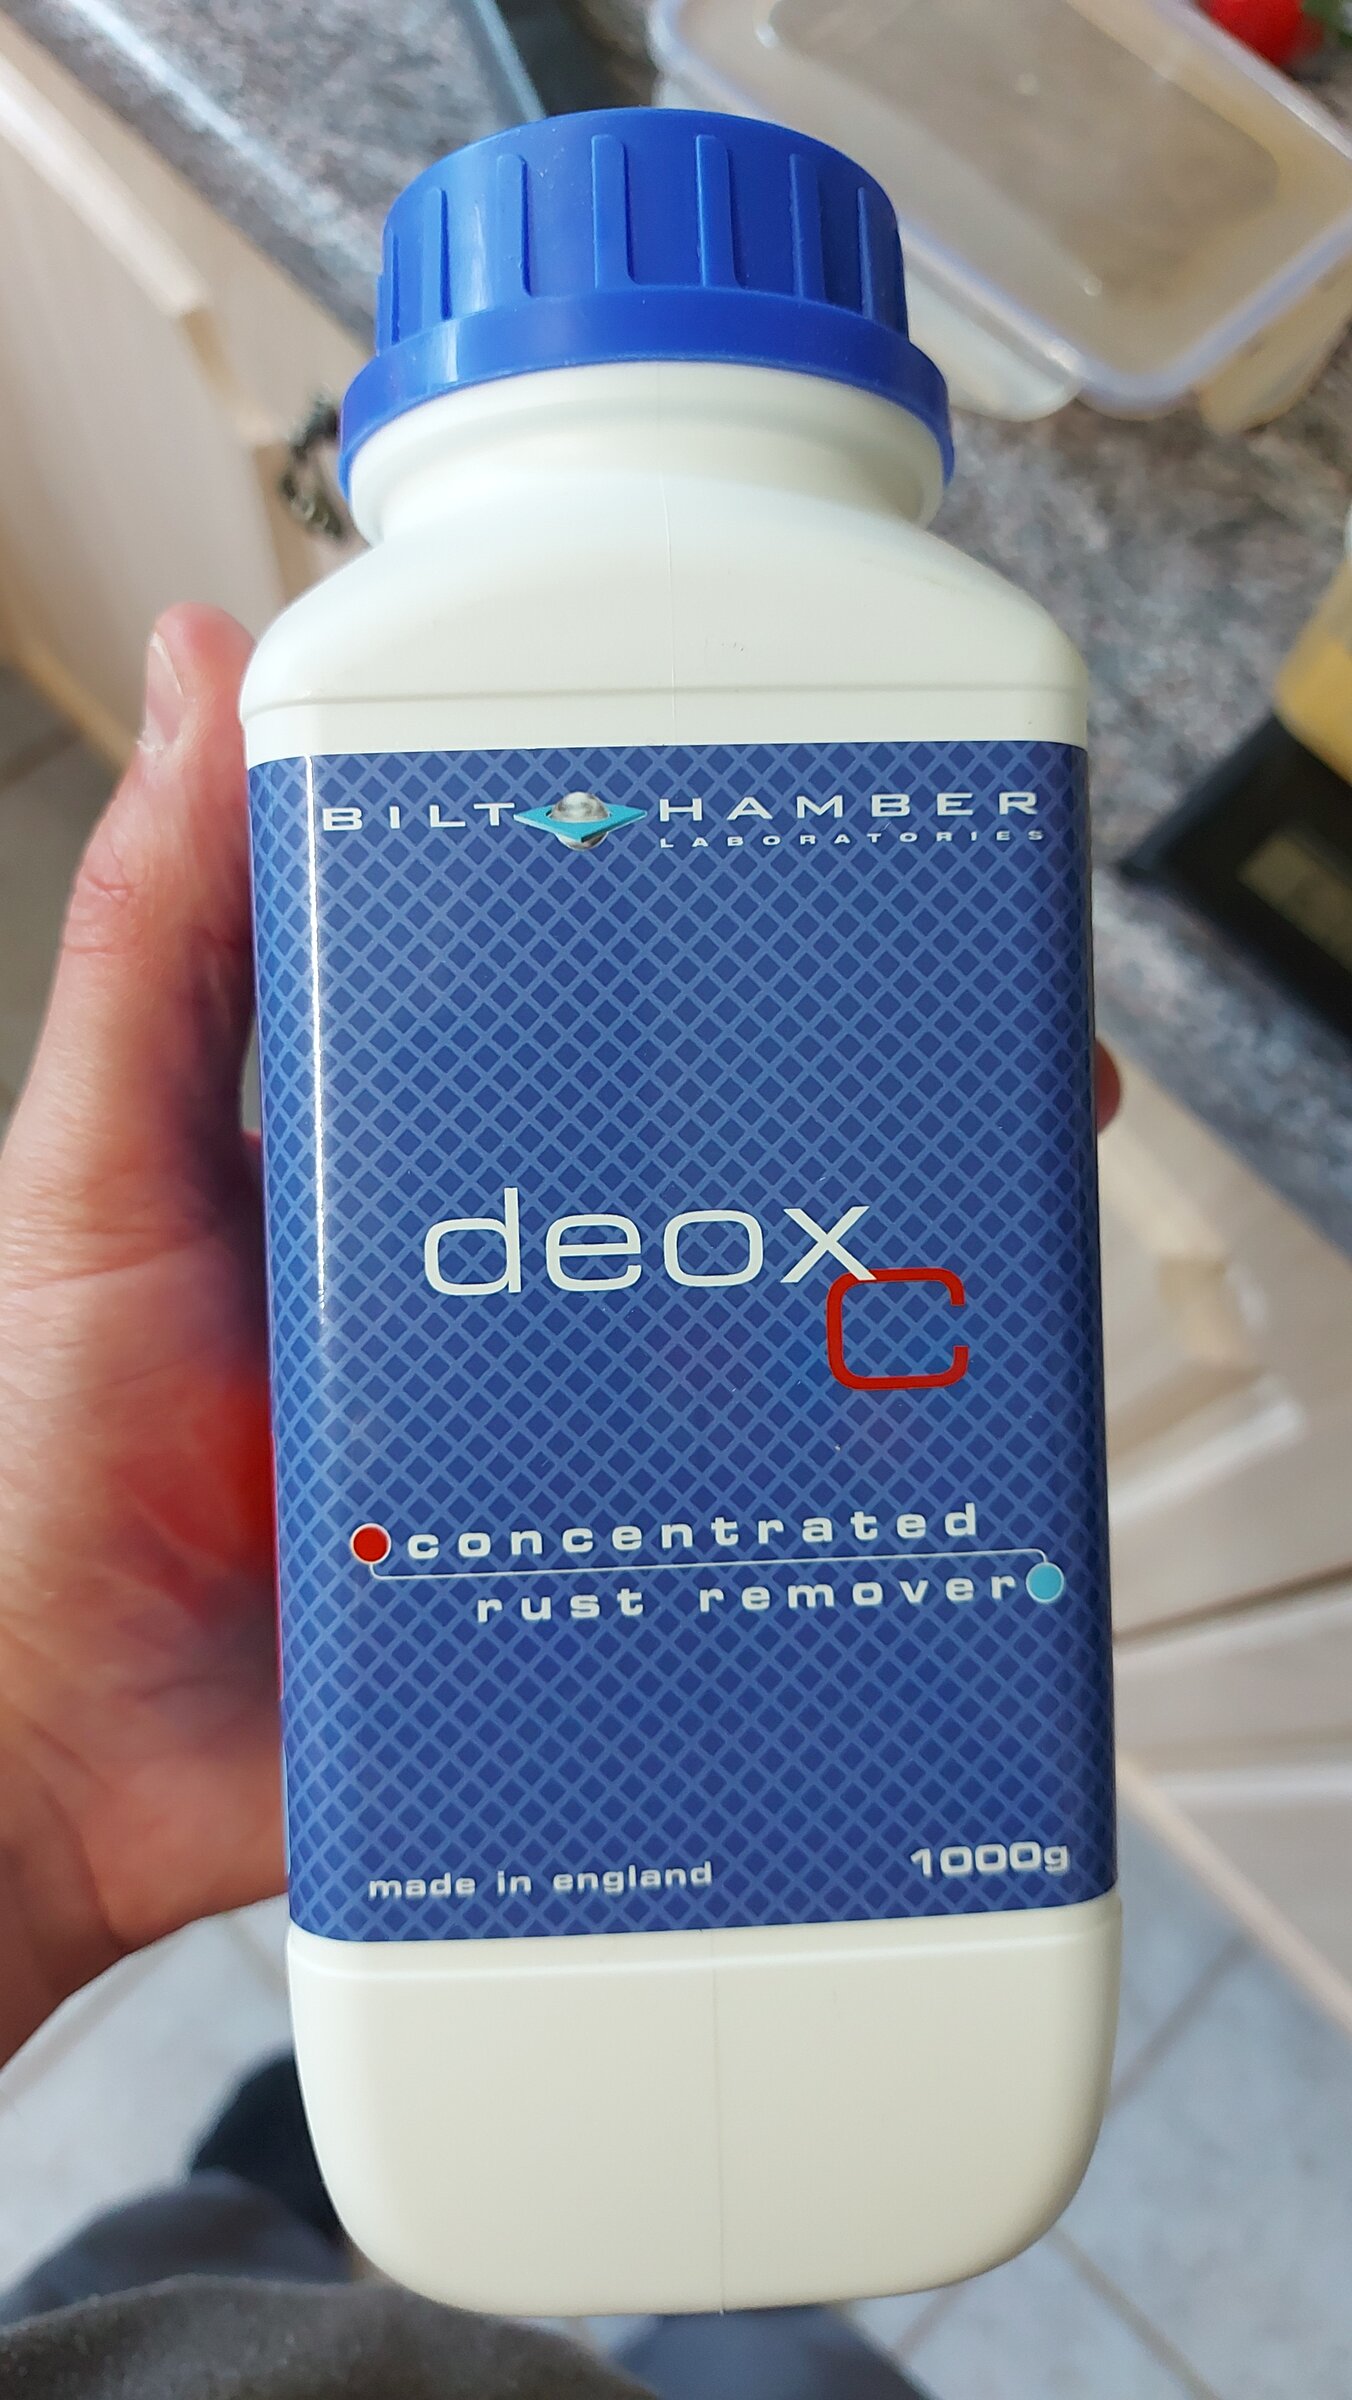 BILT HAMBER
LABORATORIES
deox
C
concentrated
rust remover
made in england
1000g